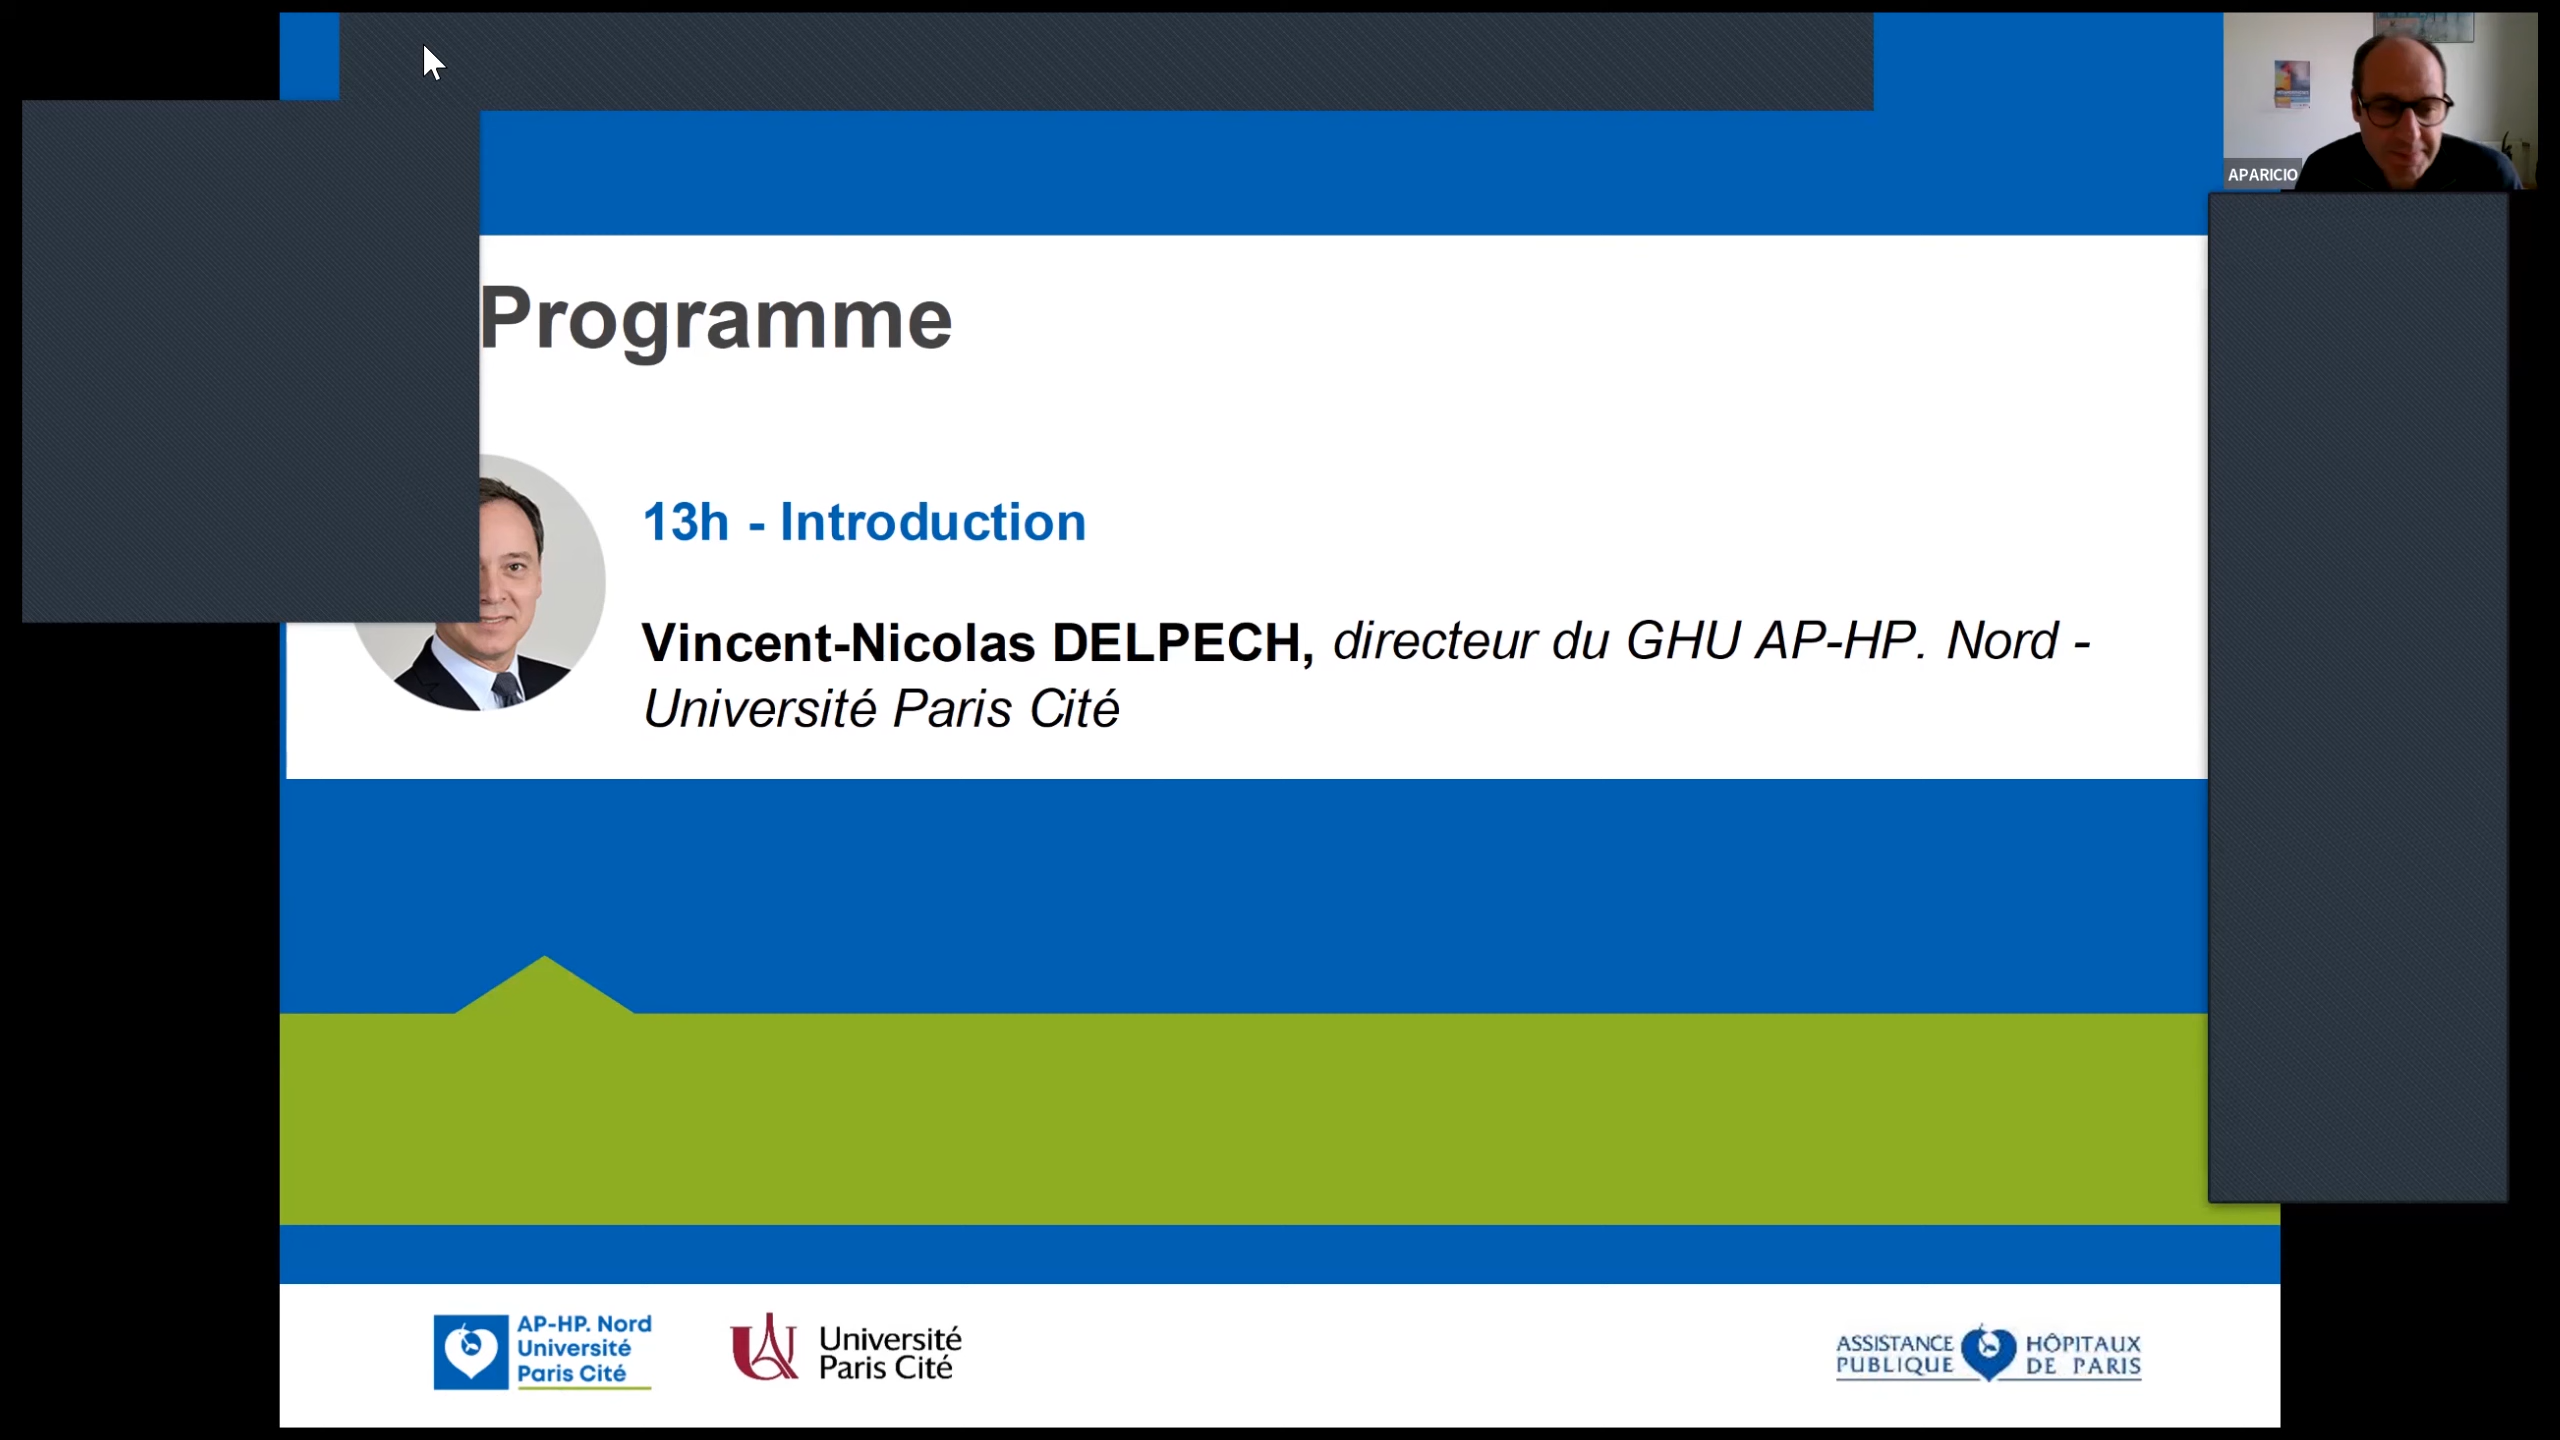 APARICIO
Programme
13h - Introduction
Vincent-Nicolas DELPECH, directeur du GHU AP-HP. Nord -
Université Paris Cité
AP-HP. Nord
Université
Paris Cité
Université
Paris Cité
ASSISTANCE HÔPITAUX
PUBLIQUE DE PARIS